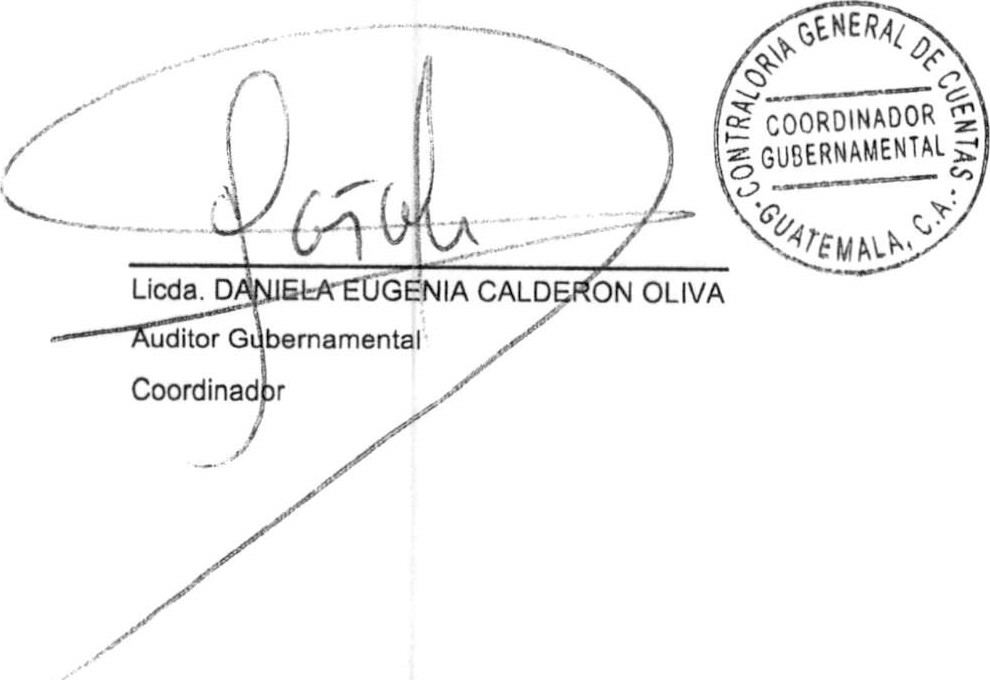 CONTRALORIA GENERAL DE CUENTAS
COORDINADOR
GUBERNAMENTAL
GUATEMALA, C.A.
Licda. DANIELA EUGENIA CALDERON OLIVA
Auditor Gubernamental
Coordinador